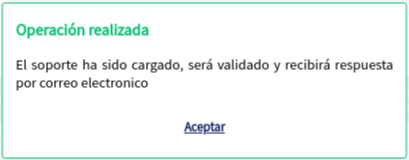 Operación realizada
El soporte ha sido cargado, será validado y recibirá respuesta
por correo electronico
Aceptar